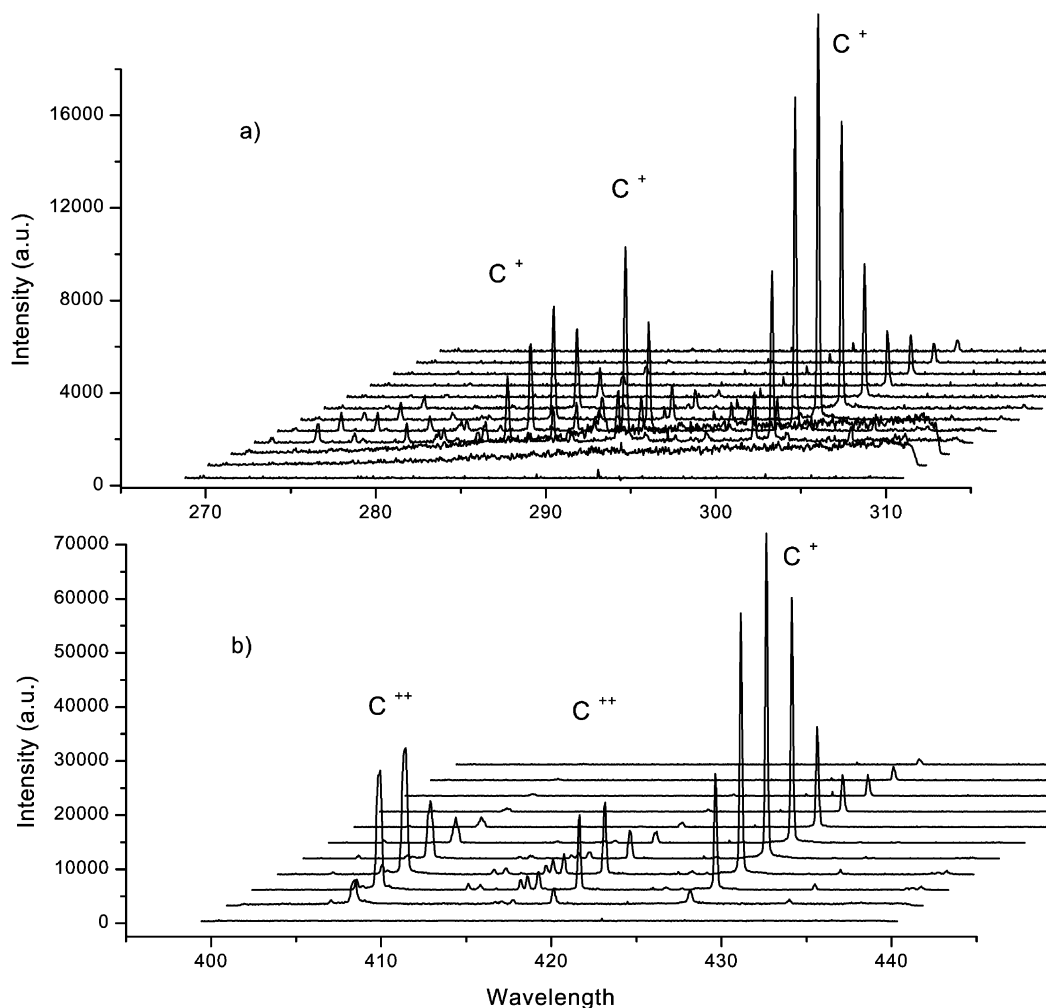 C +
16000
a)
12000
C +
Intensity (a.u.)
C +
8000
4000
0
270 280 290 300 310
70000
C +
60000
50000
b)
40000
C ++
C ++
Intensity (a.u.)
30000
20000
10000
0
400 410 420 430 440
Wavelength